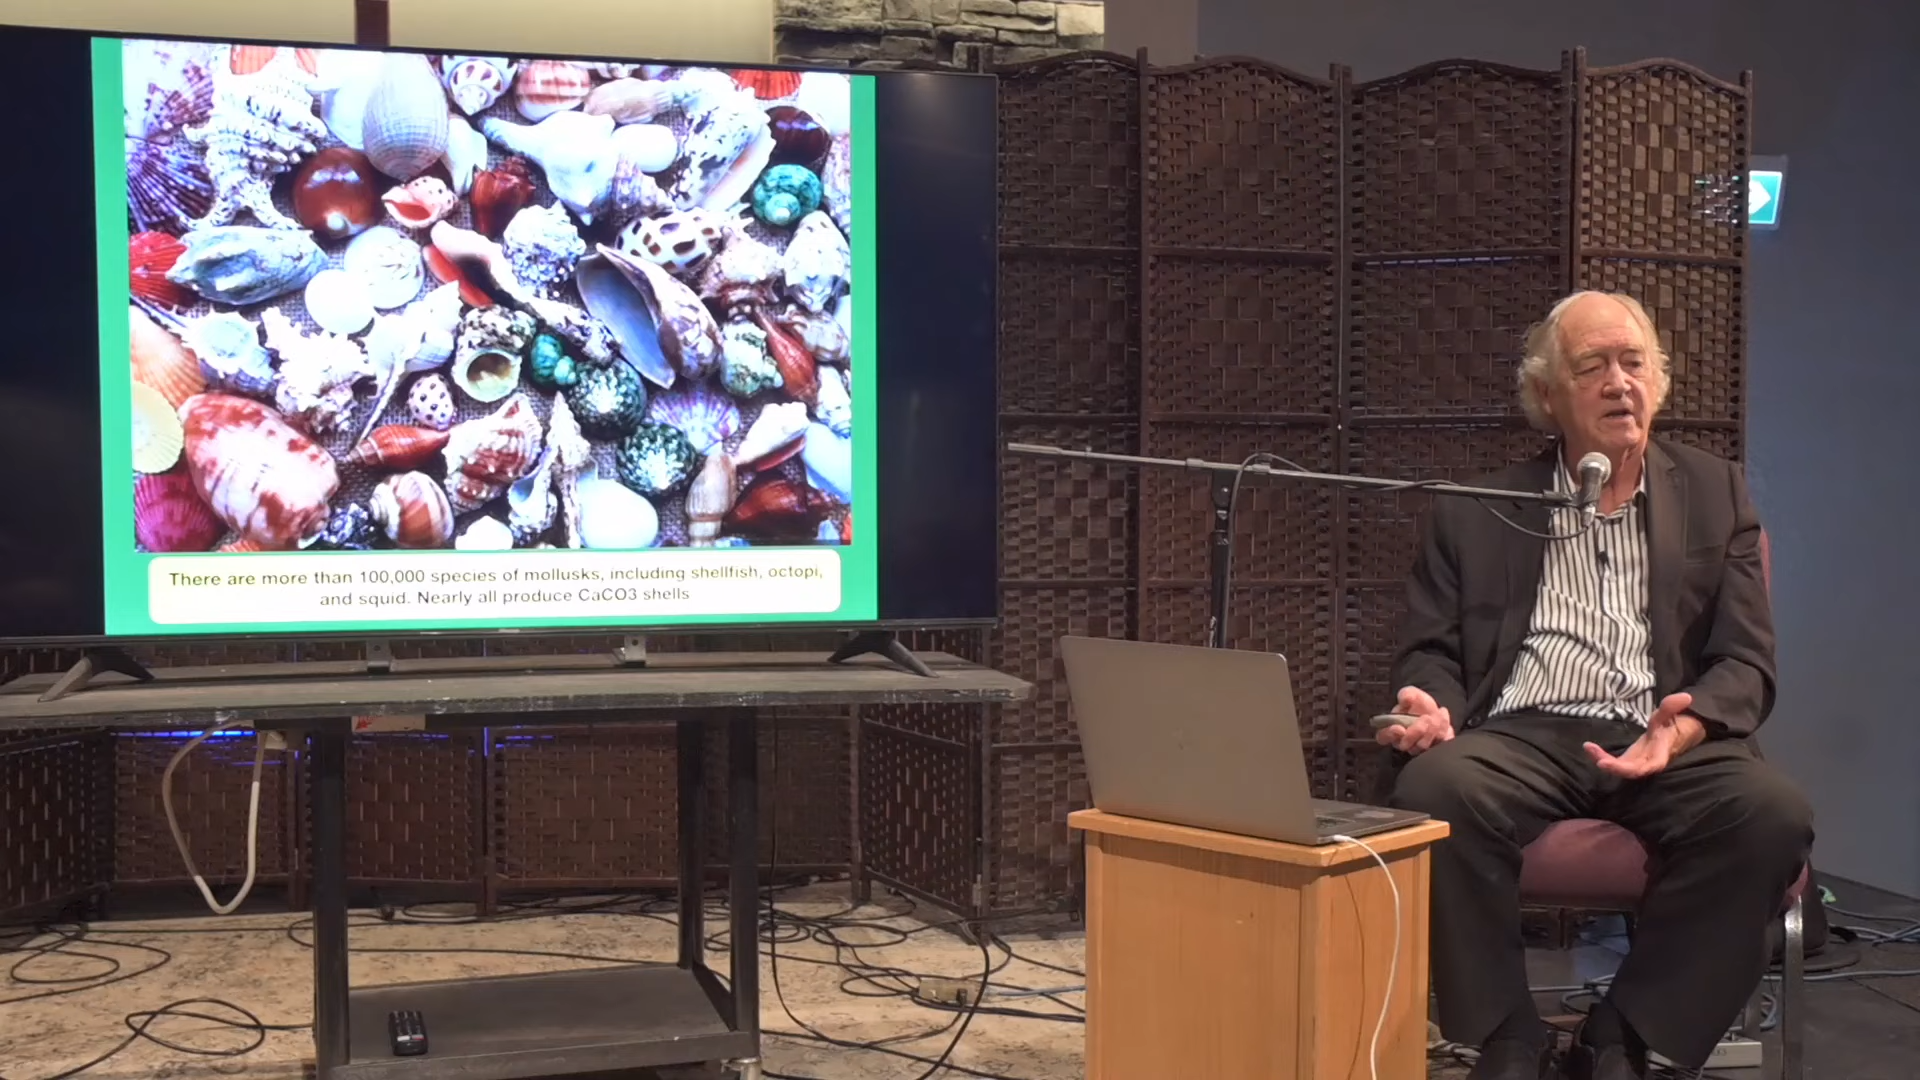 There are more than 100,000 species of mollusks, including shellfish, octopi,
and squid. Nearly all produce CaCO3 shells